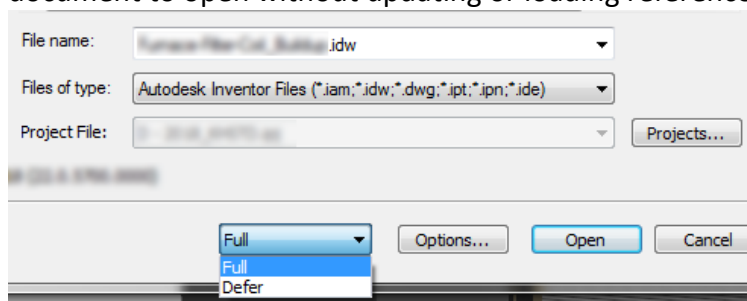 document to open without updating or loading reference
File name:
.idw
Files of type:
Autodesk Inventor Files (*.iam;*.idw;*.dwg;*.ipt;*.ipn;*.ide)
Project File:
Projects...
Full
Options...
Open
Cancel
Full
Defer